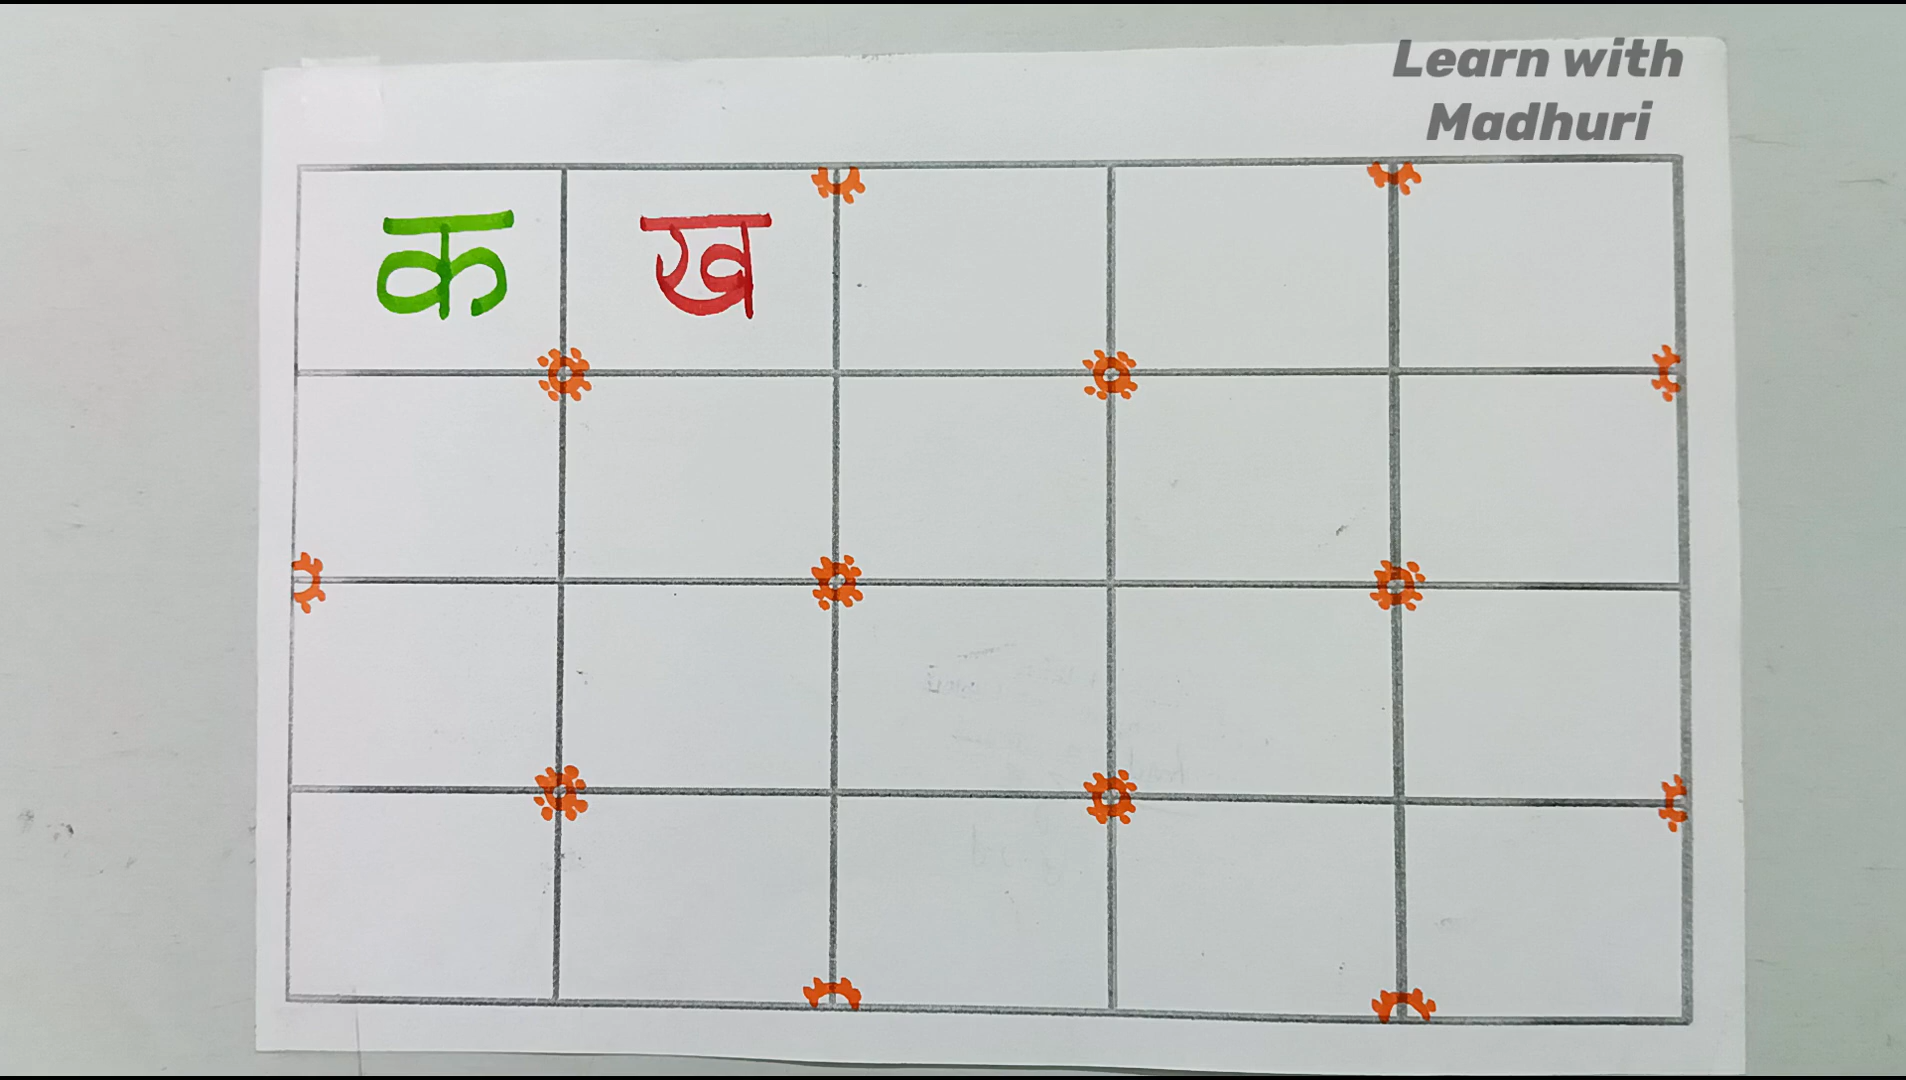 Learn with
Madhuri
क ख